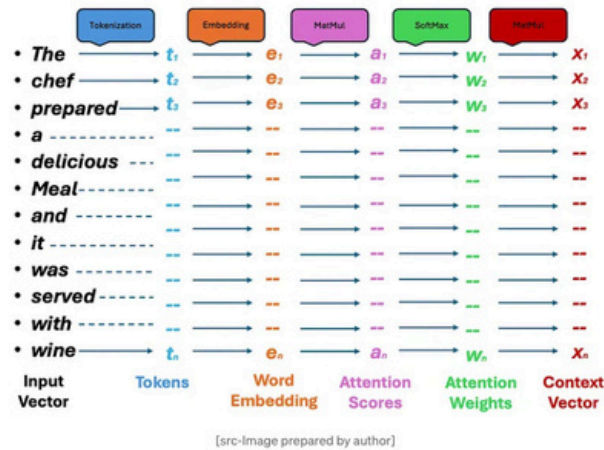 Tokenization Embedding MatMul SoftMax MatMul
• The t₁ e₁ a₁ w₁ x₁
• chef t₂ e₂ a₂ w₂ x₂
• prepared t₃ e₃ a₃ w₃ x₃
• a -- -- -- -- --
• delicious -- -- -- -- --
• Meal -- -- -- -- --
• and -- -- -- -- --
• it -- -- -- -- --
• was -- -- -- -- --
• served -- -- -- -- --
• with -- -- -- -- --
• wine tₙ eₙ aₙ wₙ xₙ
Input Vector
Tokens
Word Embedding
Attention Scores
Attention Weights
Context Vector
[src-Image prepared by author]